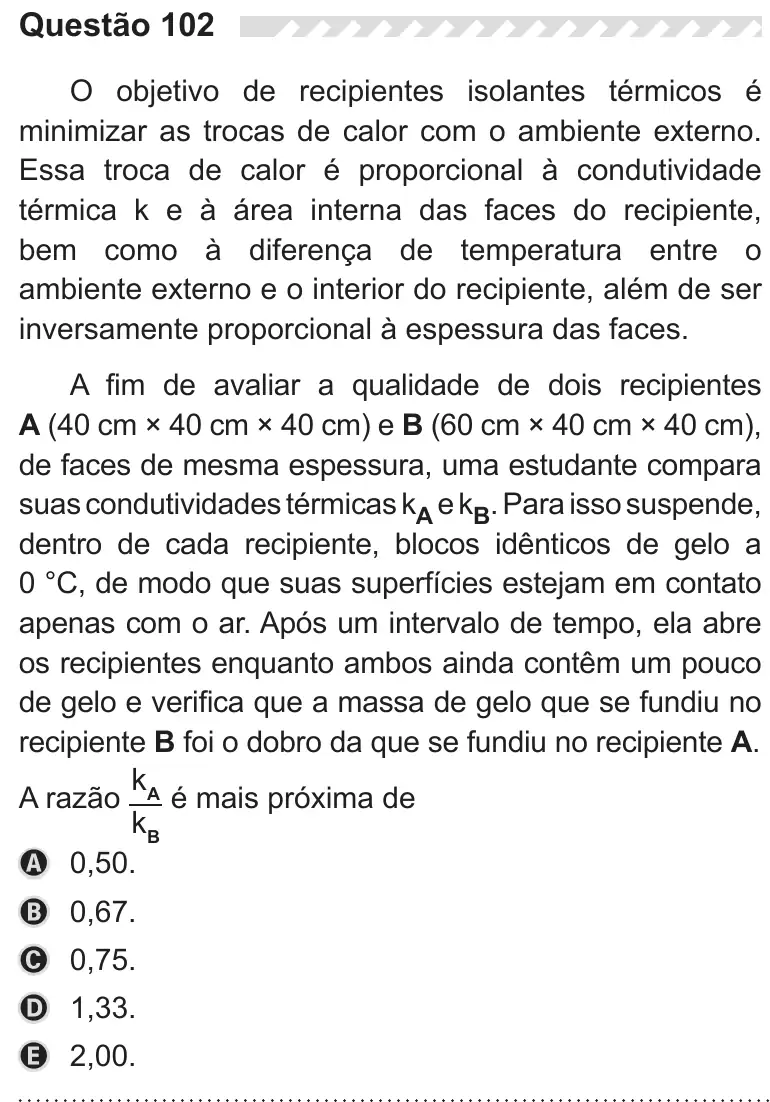 Questão 102
O objetivo de recipientes isolantes térmicos é
minimizar as trocas de calor com o ambiente externo.
Essa troca de calor é proporcional à condutividade
térmica k e à área interna das faces do recipiente,
bem como à diferença de temperatura entre o
ambiente externo e o interior do recipiente, além de ser
inversamente proporcional à espessura das faces.
A fim de avaliar a qualidade de dois recipientes
A (40 cm × 40 cm × 40 cm) e B (60 cm × 40 cm × 40 cm),
de faces de mesma espessura, uma estudante compara
suas condutividades térmicas k_A e k_B. Para isso suspende,
dentro de cada recipiente, blocos idênticos de gelo a
0 °C, de modo que suas superfícies estejam em contato
apenas com o ar. Após um intervalo de tempo, ela abre
os recipientes enquanto ambos ainda contêm um pouco
de gelo e verifica que a massa de gelo que se fundiu no
recipiente B foi o dobro da que se fundiu no recipiente A.
A razão k_A/k_B é mais próxima de
A 0,50.
B 0,67.
C 0,75.
D 1,33.
E 2,00.